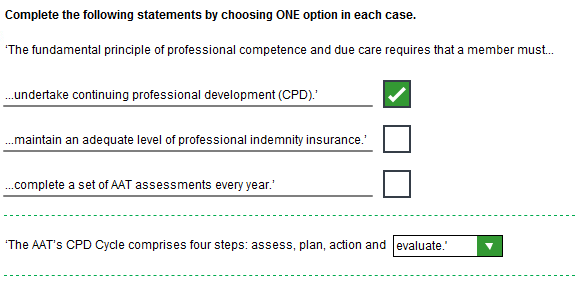 Complete the following statements by choosing ONE option in each case.
‘The fundamental principle of professional competence and due care requires that a member must...
...undertake continuing professional development (CPD).’
...maintain an adequate level of professional indemnity insurance.’
...complete a set of AAT assessments every year.’
‘The AAT’s CPD Cycle comprises four steps: assess, plan, action and evaluate.’